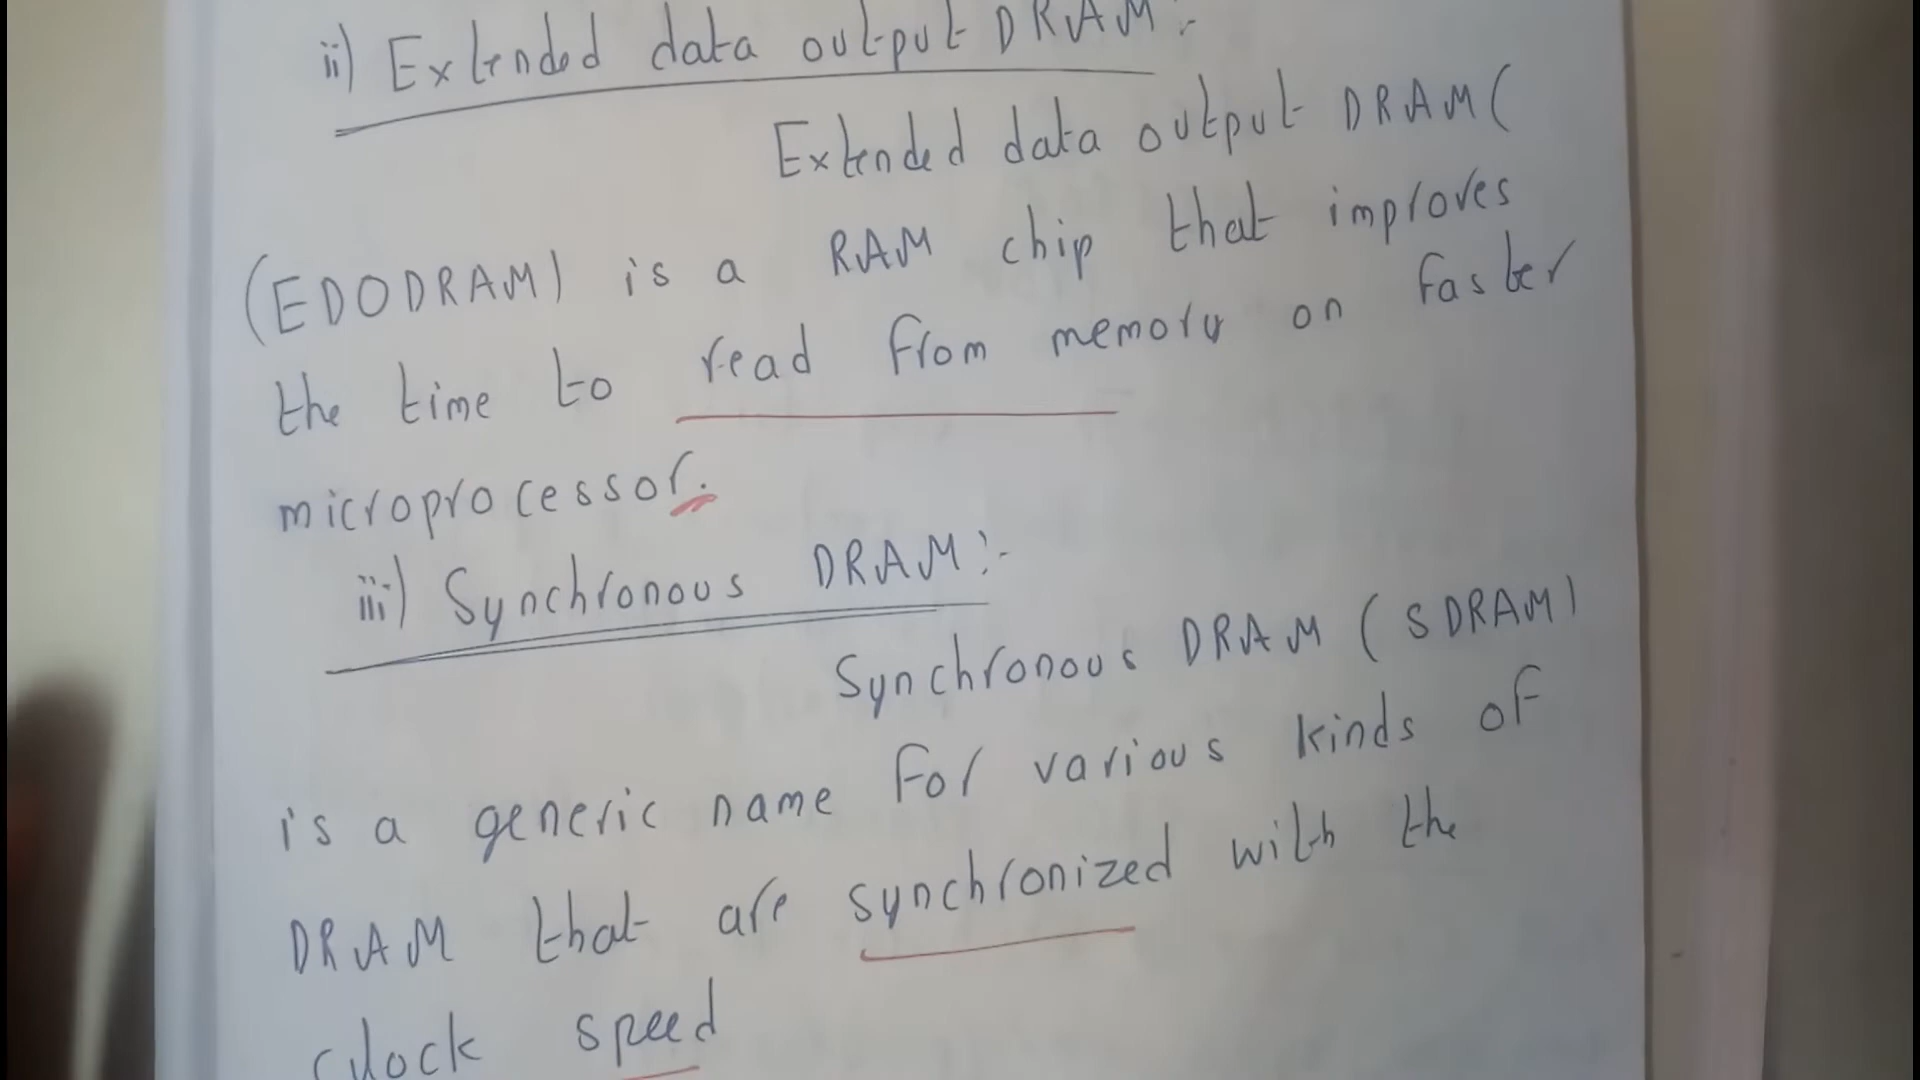 ii) Extended data output DRAM:-
Extended data output DRAM (
(EDODRAM) is a RAM chip that improves
the time to read from memory on faster
microprocessor.
iii) Synchronous DRAM:-
Synchronous DRAM (SDRAM)
is a generic name for various kinds of
DRAM that are synchronized with the
clock speed